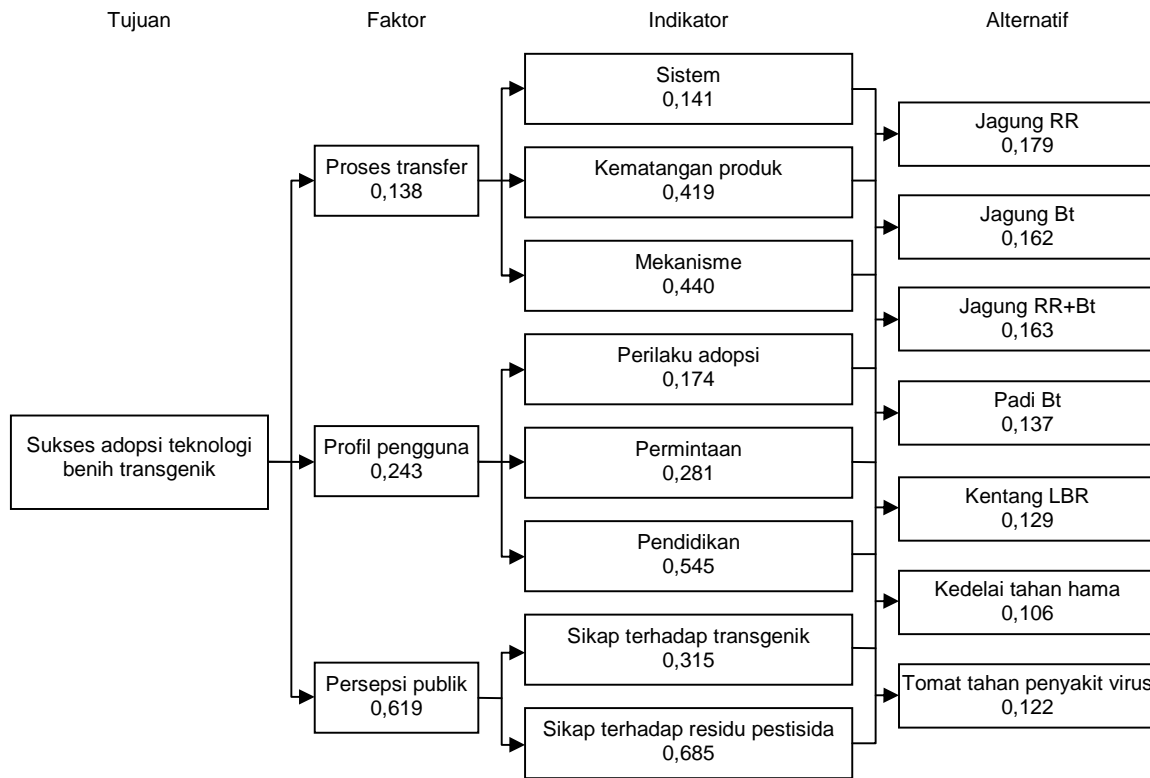 Tujuan
Faktor
Indikator
Alternatif
Sukses adopsi teknologi
benih transgenik
Proses transfer
0,138
Profil pengguna
0,243
Persepsi publik
0,619
Sistem
0,141
Kematangan produk
0,419
Mekanisme
0,440
Perilaku adopsi
0,174
Permintaan
0,281
Pendidikan
0,545
Sikap terhadap transgenik
0,315
Sikap terhadap residu pestisida
0,685
Jagung RR
0,179
Jagung Bt
0,162
Jagung RR+Bt
0,163
Padi Bt
0,137
Kentang LBR
0,129
Kedelai tahan hama
0,106
Tomat tahan penyakit virus
0,122